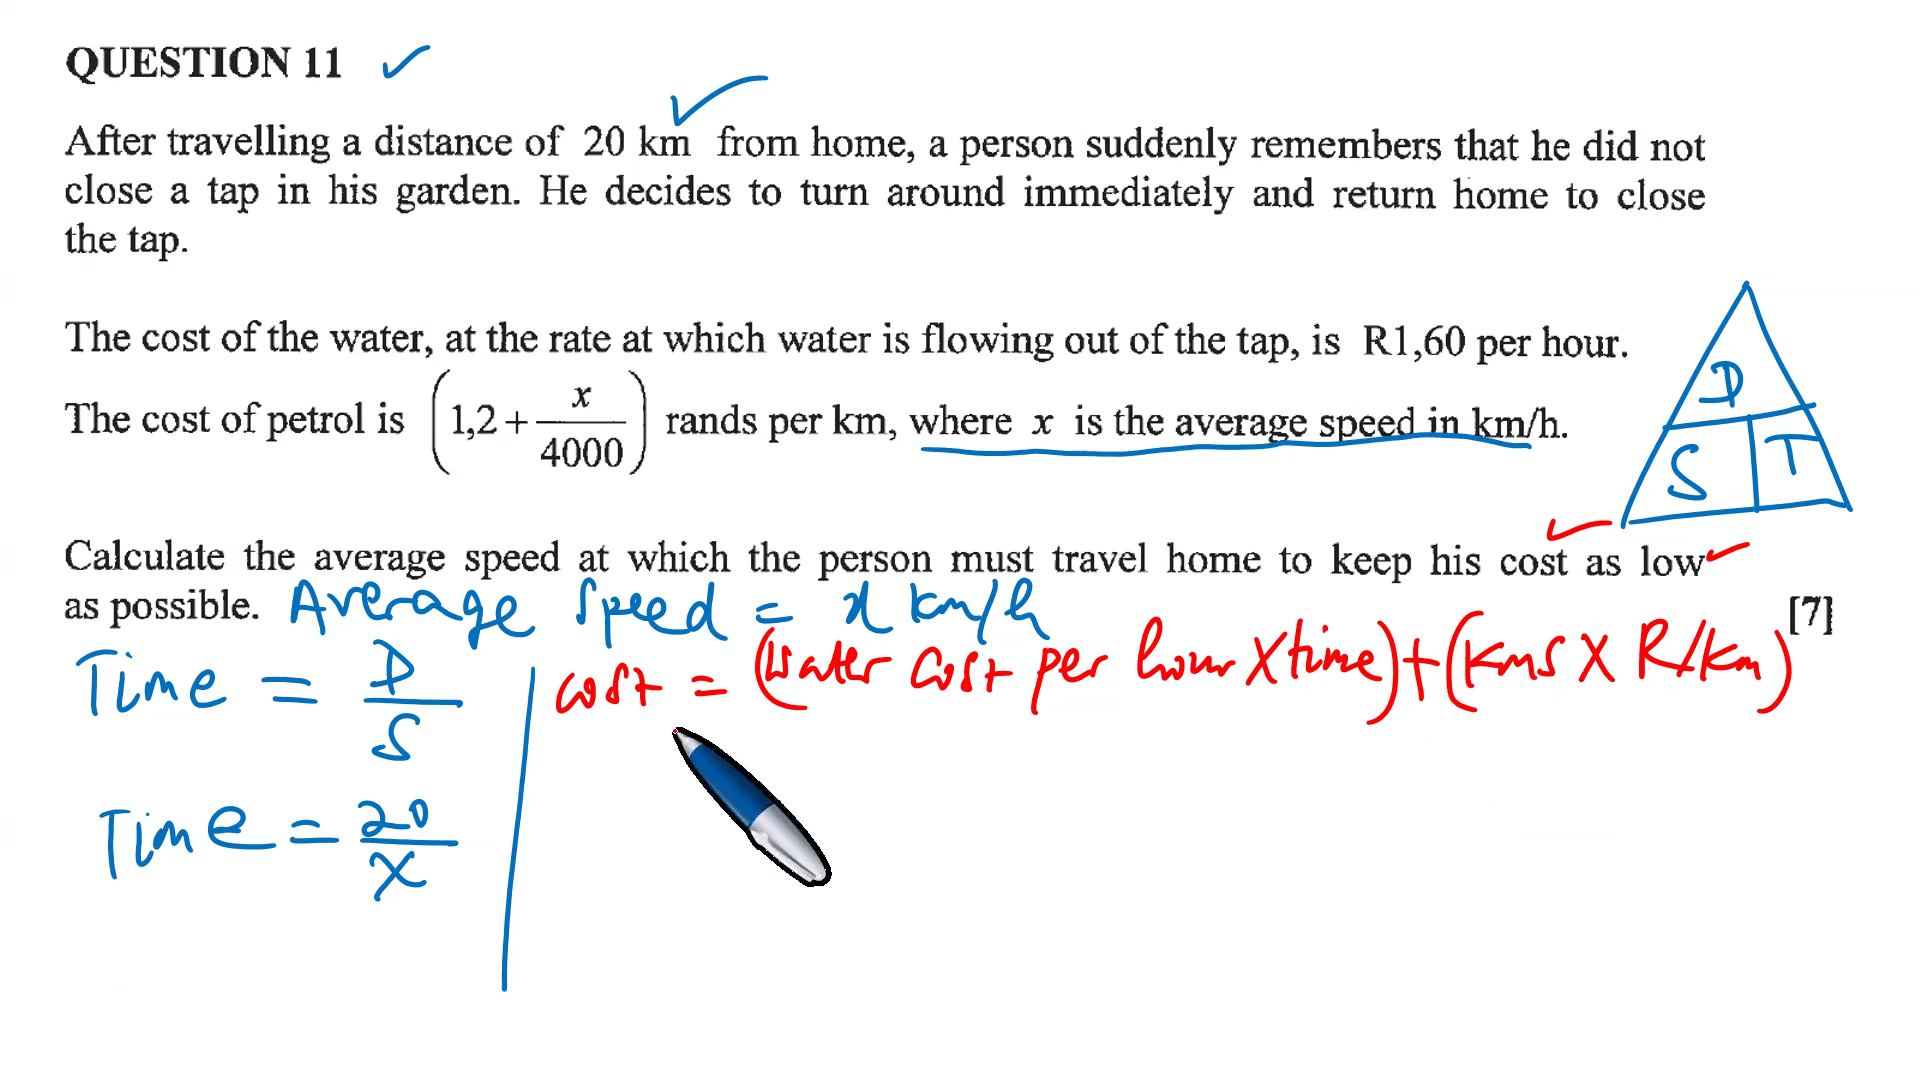 QUESTION 11
After travelling a distance of 20 km from home, a person suddenly remembers that he did not
close a tap in his garden. He decides to turn around immediately and return home to close
the tap.
The cost of the water, at the rate at which water is flowing out of the tap, is R1,60 per hour.
The cost of petrol is (1,2 + x/4000) rands per km, where x is the average speed in km/h.
D
S T
Calculate the average speed at which the person must travel home to keep his cost as low
as possible. Average Speed = x km/h [7]
Time = D/S
cost = (Water cost per hour X time) + (kms X R/km)
Time = 20/x